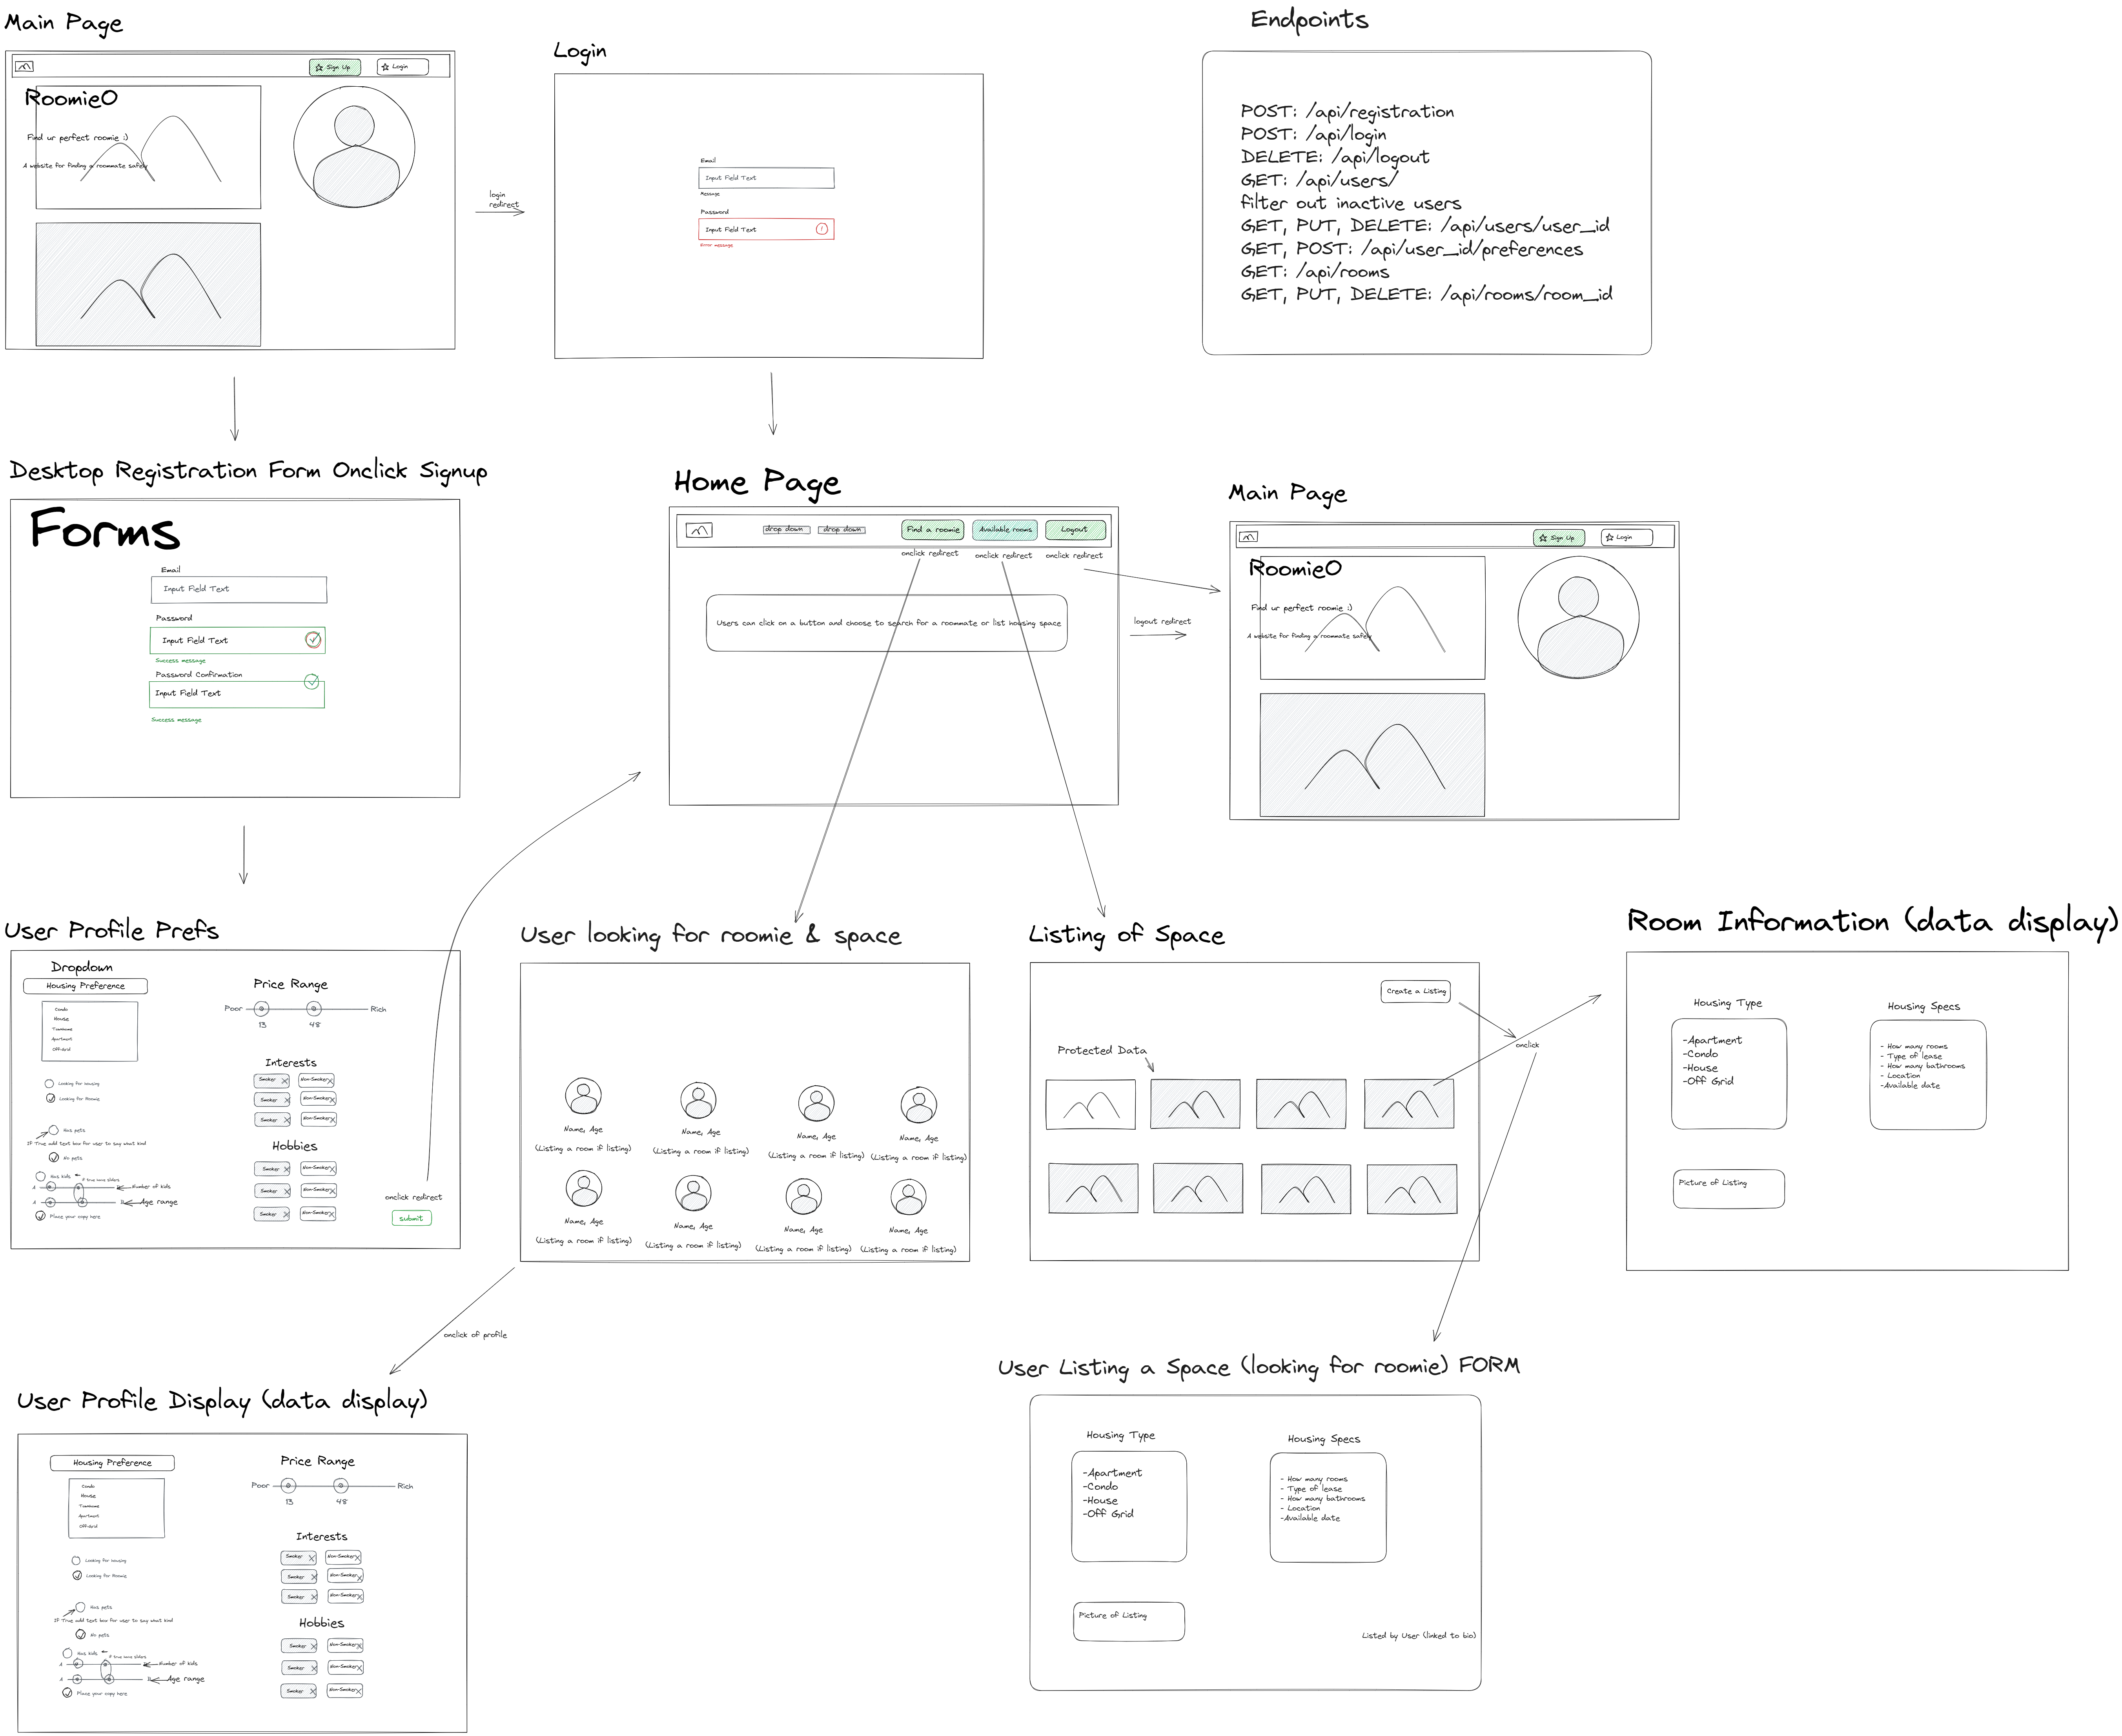 Main Page
Sign Up
Login
RoomieO
Find ur perfect roomie :)
A website for finding a roommate safely
login
redirect
Login
Email
Input Field Text
Message
Password
Input Field Text
!
Error message
Endpoints
POST: /api/registration
POST: /api/login
DELETE: /api/logout
GET: /api/users/
filter out inactive users
GET, PUT, DELETE: /api/users/user_id
GET, POST: /api/user_id/preferences
GET: /api/rooms
GET, PUT, DELETE: /api/rooms/room_id
Desktop Registration Form Onclick Signup
Forms
Email
Input Field Text
Password
Input Field Text
Success message
Password Confirmation
Input Field Text
Success message
Home Page
drop down
drop down
Find a roomie
Available rooms
Logout
onclick redirect
onclick redirect
onclick redirect
Users can click on a button and choose to search for a roommate or list housing space
logout redirect
Main Page
Sign Up
Login
RoomieO
Find ur perfect roomie :)
A website for finding a roommate safely
User Profile Prefs
Dropdown
Housing Preference
Condo
House
Townhome
Apartment
Off-Grid
Looking for housing
Looking for Roomie
Has pets
If True add text box for user to say what kind
No pets
Has kids
if true have sliders
Number of kids
Age range
Place your copy here
Price Range
Poor
Rich
13
48
Interests
Smoker
Non-Smoker
Smoker
Non-Smoker
Smoker
Non-Smoker
Hobbies
Smoker
Non-Smoker
Smoker
Non-Smoker
Smoker
Non-Smoker
onclick redirect
submit
User looking for roomie & space
Name, Age
(Listing a room if listing)
Name, Age
(Listing a room if listing)
Name, Age
(Listing a room if listing)
Name, Age
(Listing a room if listing)
Name, Age
(Listing a room if listing)
Name, Age
(Listing a room if listing)
Name, Age
(Listing a room if listing)
Name, Age
(Listing a room if listing)
onclick of profile
Listing of Space
Create a Listing
Protected Data
onclick
Room Information (data display)
Housing Type
-Apartment
-Condo
-House
-Off Grid
Housing Specs
- How many rooms
- Type of lease
- How many bathrooms
- Location
-Available date
Picture of Listing
User Profile Display (data display)
Housing Preference
Condo
House
Townhome
Apartment
Off-Grid
Looking for housing
Looking for Roomie
Has pets
If True add text box for user to say what kind
No pets
Has kids
if true have sliders
Number of kids
Age range
Place your copy here
Price Range
Poor
Rich
13
48
Interests
Smoker
Non-Smoker
Smoker
Non-Smoker
Smoker
Non-Smoker
Hobbies
Smoker
Non-Smoker
Smoker
Non-Smoker
Smoker
Non-Smoker
User Listing a Space (looking for roomie) FORM
Housing Type
-Apartment
-Condo
-House
-Off Grid
Housing Specs
- How many rooms
- Type of lease
- How many bathrooms
- Location
-Available date
Picture of Listing
Listed by User (linked to bio)